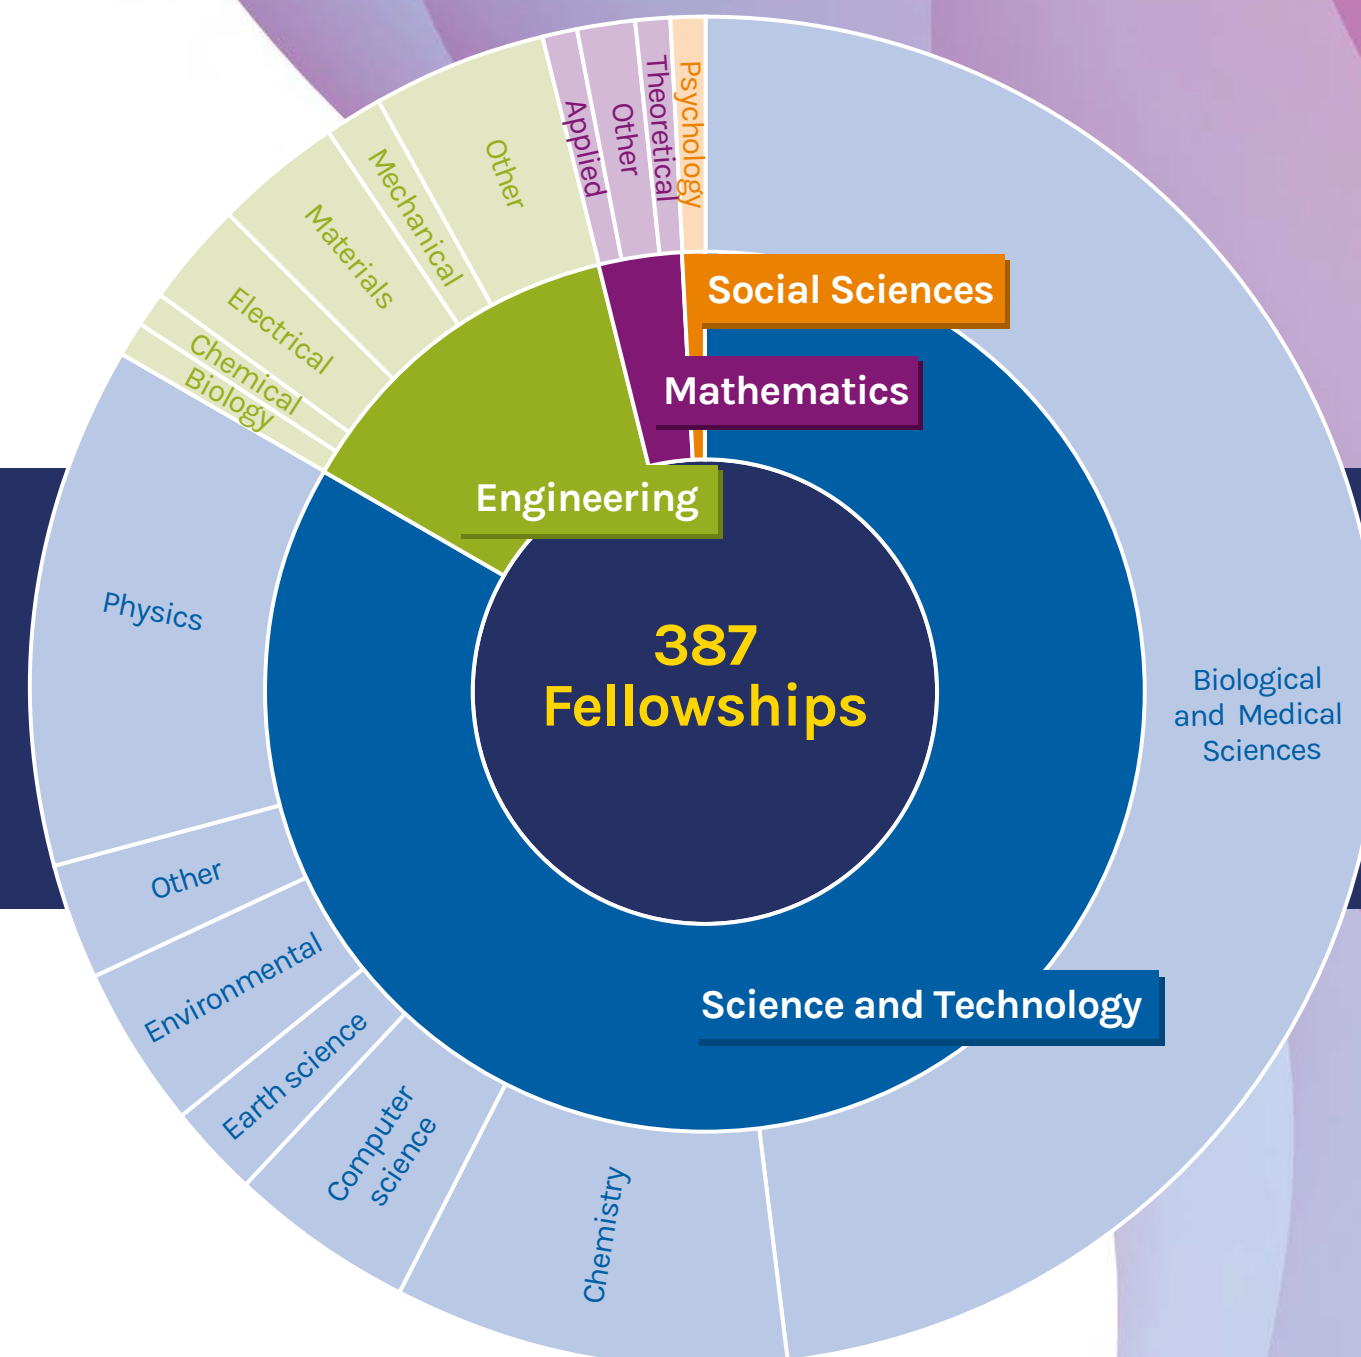 387
Fellowships
Social Sciences
Mathematics
Engineering
Science and Technology
Psychology
Theoretical
Other
Applied
Other
Mechanical
Materials
Electrical
Chemical
Biology
Physics
Other
Environmental
Earth science
Computer
science
Chemistry
Biological
and Medical
Sciences